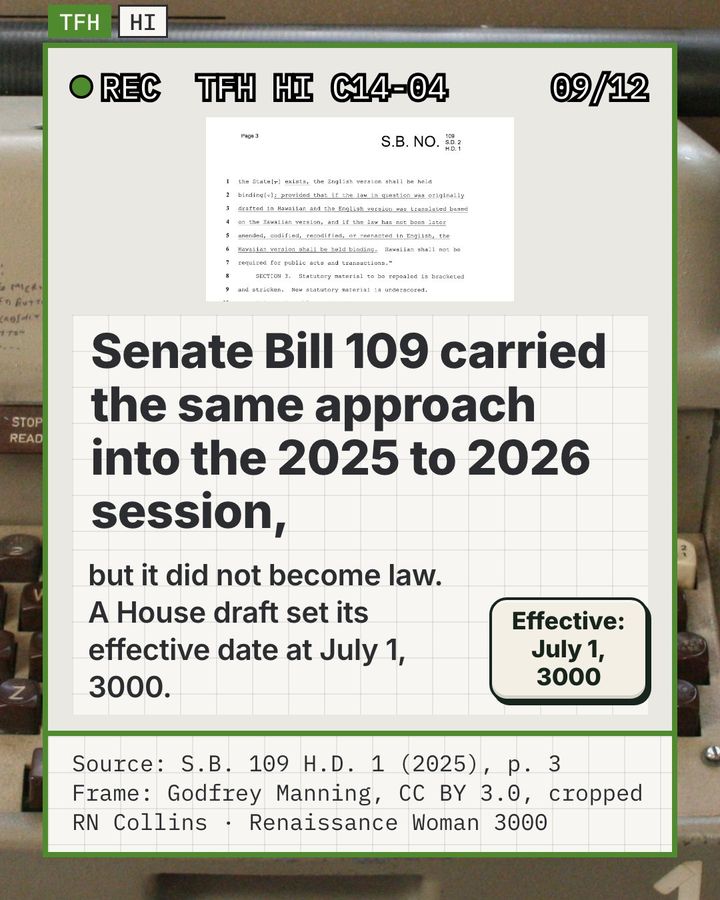 TFH HI
REC TFH HI C14-04 09/12
Page 3
S.B. NO. 109
S.D. 2
H.D. 1
1 the State[v] exists, the English version shall be held
2 binding[.]; provided that if the law in question was originally
3 drafted in Hawaiian and the English version was translated based
4 on the Hawaiian version, and if the law has not been later
5 amended, codified, recodified, or reenacted in English, the
6 Hawaiian version shall be held binding. Hawaiian shall not be
7 required for public acts and transactions."
8 SECTION 3. Statutory material to be repealed is bracketed
9 and stricken. New statutory material is underscored.
Senate Bill 109 carried
the same approach
into the 2025 to 2026
session,
but it did not become law.
A House draft set its
effective date at July 1,
3000.
Effective:
July 1,
3000
Source: S.B. 109 H.D. 1 (2025), p. 3
Frame: Godfrey Manning, CC BY 3.0, cropped
RN Collins · Renaissance Woman 3000
STOP
READ
Z